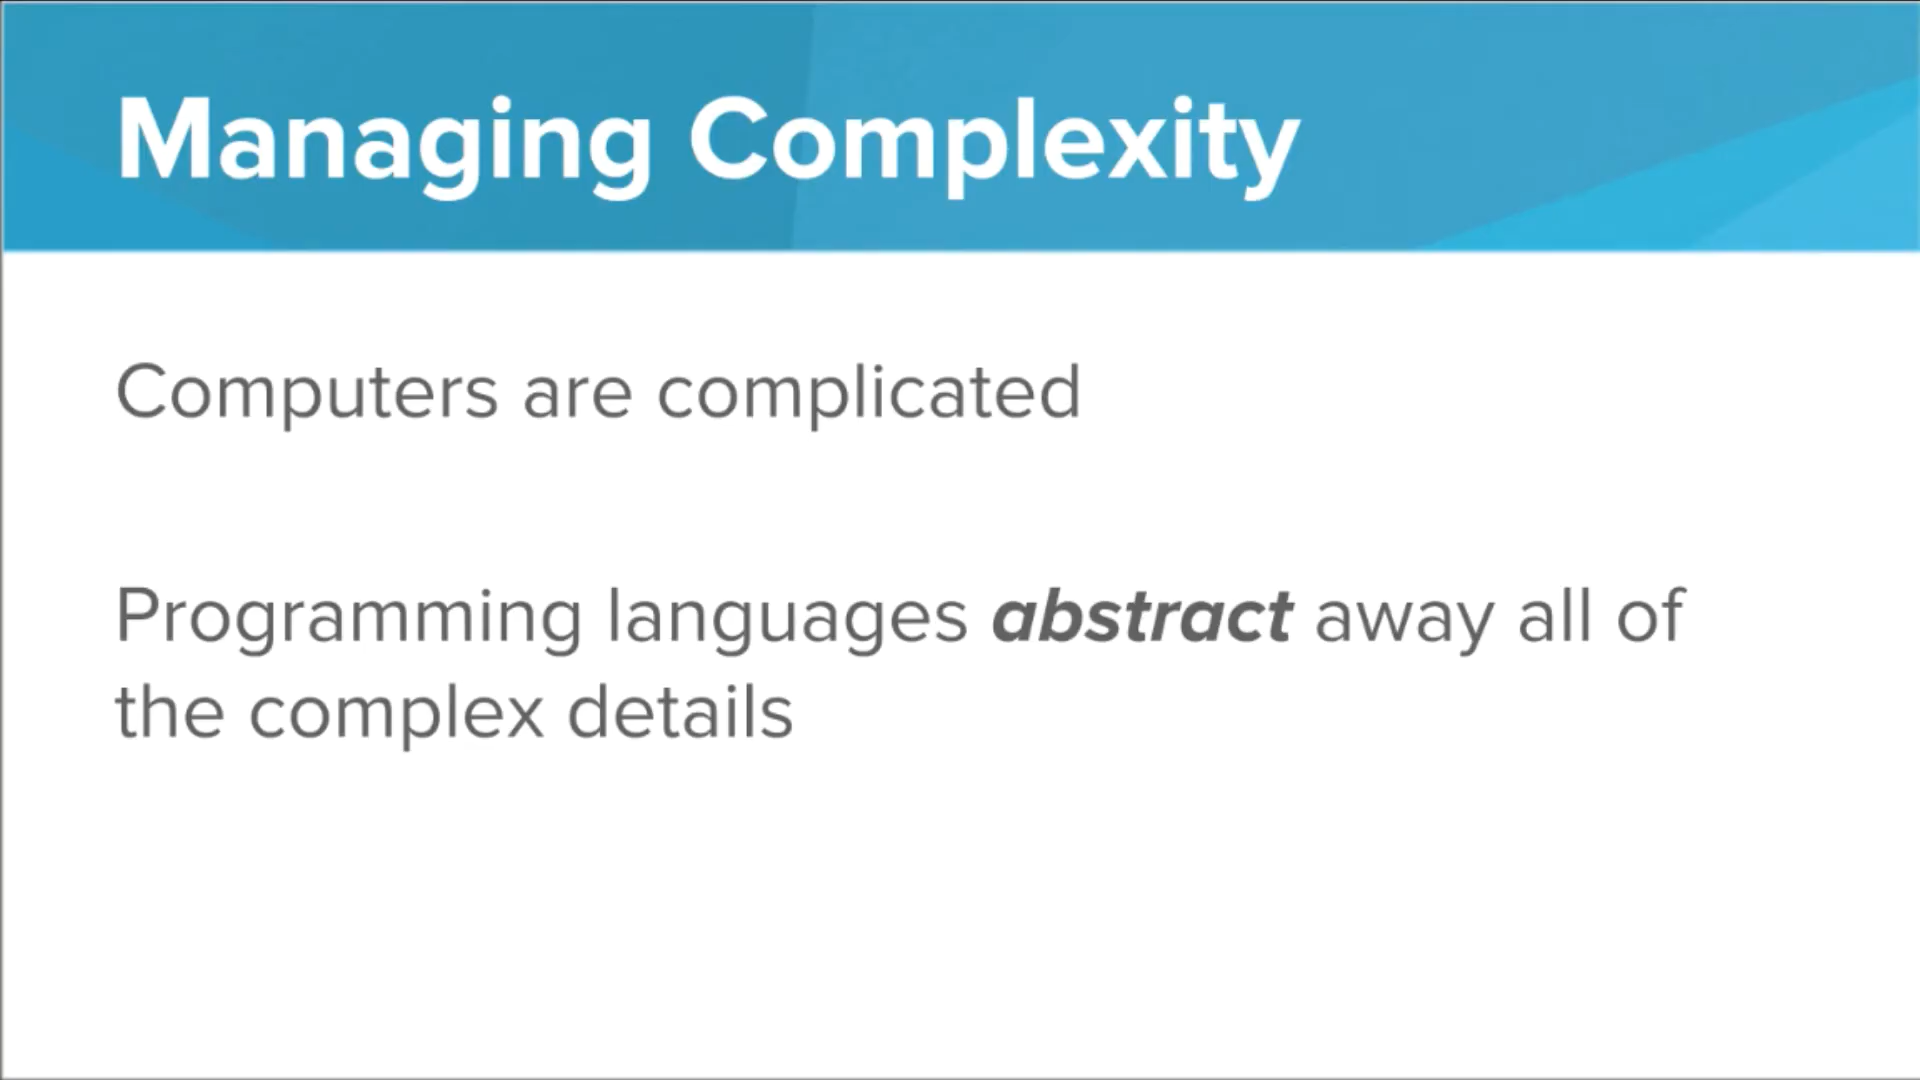 Managing Complexity
Computers are complicated
Programming languages abstract away all of
the complex details